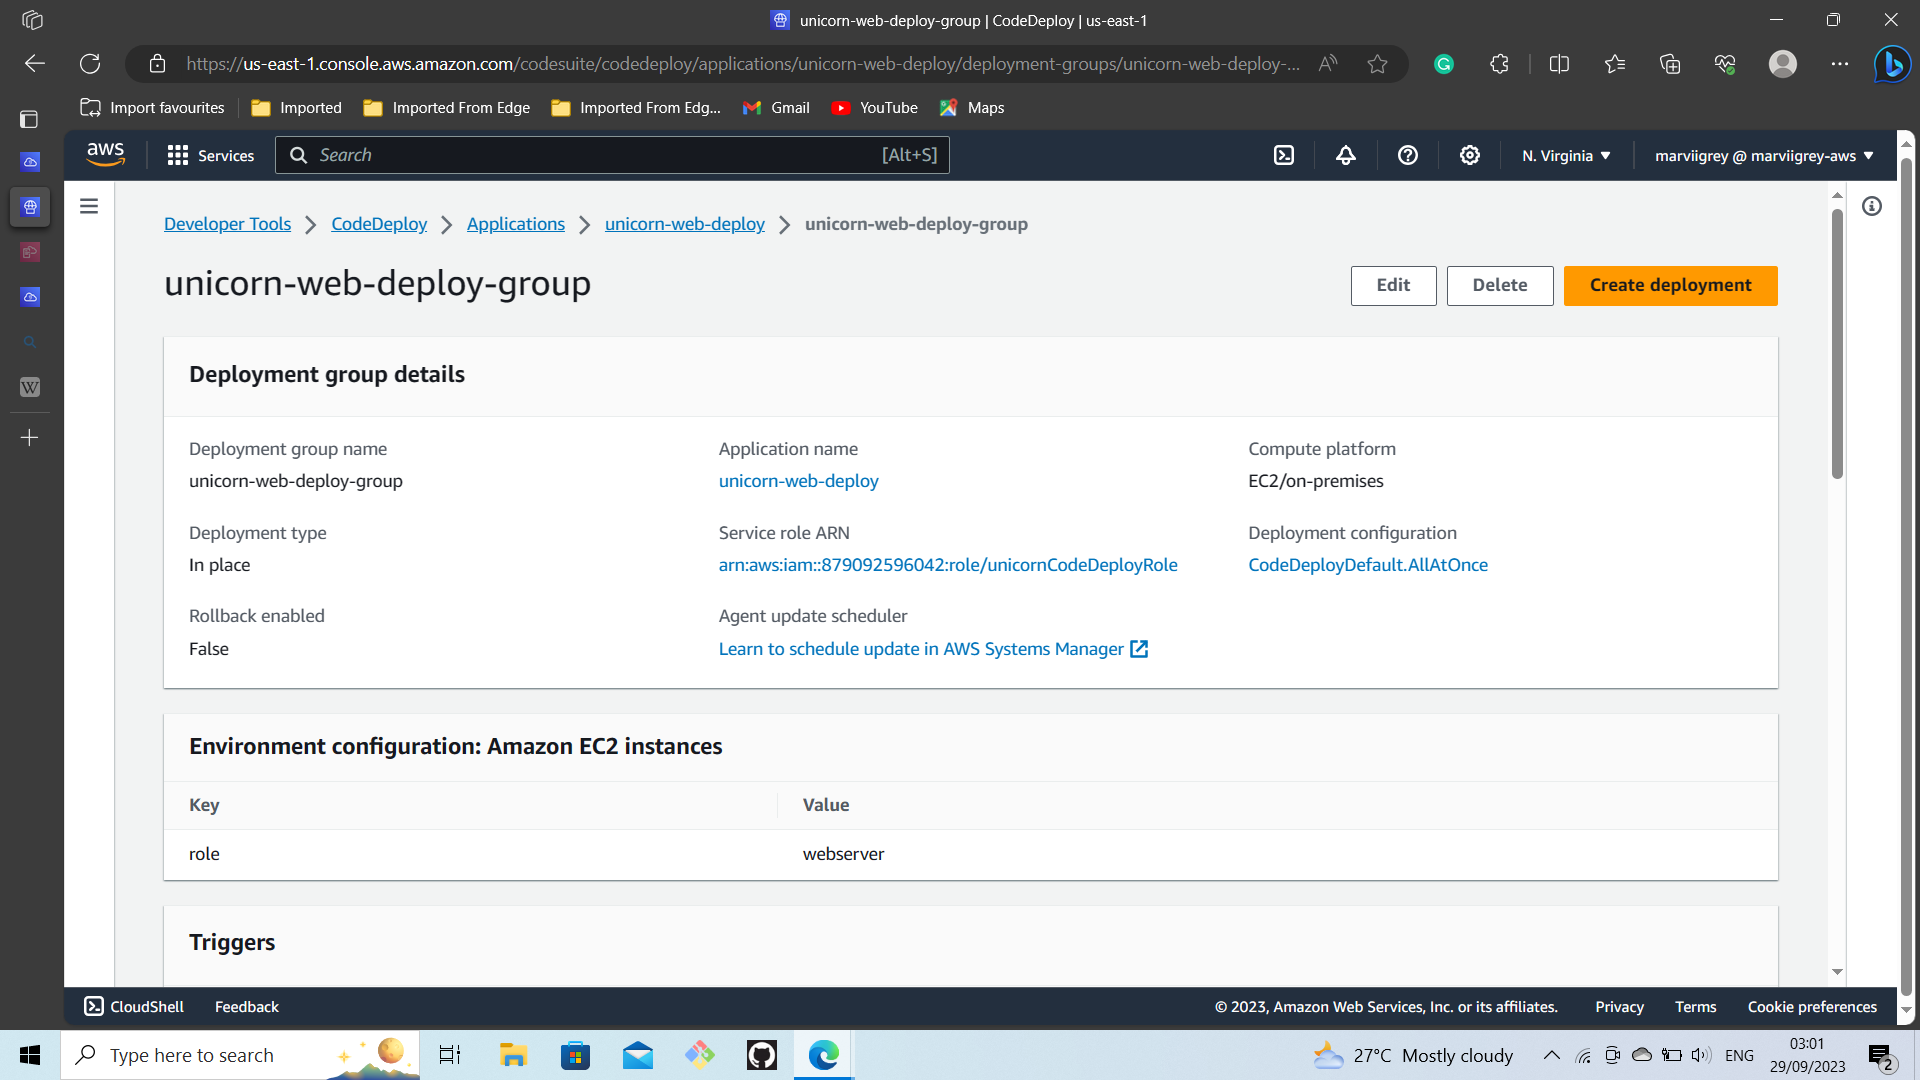 unicorn-web-deploy-group | CodeDeploy | us-east-1
https://us-east-1.console.aws.amazon.com/codesuite/codedeploy/applications/unicorn-web-deploy/deployment-groups/unicorn-web-deploy-...
Import favourites Imported Imported From Edge Imported From Edg... Gmail YouTube Maps
aws Services Search [Alt+S] N. Virginia marviigrey @ marviigrey-aws
Developer Tools CodeDeploy Applications unicorn-web-deploy unicorn-web-deploy-group
unicorn-web-deploy-group
Edit Delete Create deployment
Deployment group details
Deployment group name Application name Compute platform
unicorn-web-deploy-group unicorn-web-deploy EC2/on-premises
Deployment type Service role ARN Deployment configuration
In place arn:aws:iam::879092596042:role/unicornCodeDeployRole CodeDeployDefault.AllAtOnce
Rollback enabled Agent update scheduler
False Learn to schedule update in AWS Systems Manager
Environment configuration: Amazon EC2 instances
Key Value
role webserver
Triggers
CloudShell Feedback © 2023, Amazon Web Services, Inc. or its affiliates. Privacy Terms Cookie preferences
Type here to search 27°C Mostly cloudy ENG 03:01
29/09/2023 2